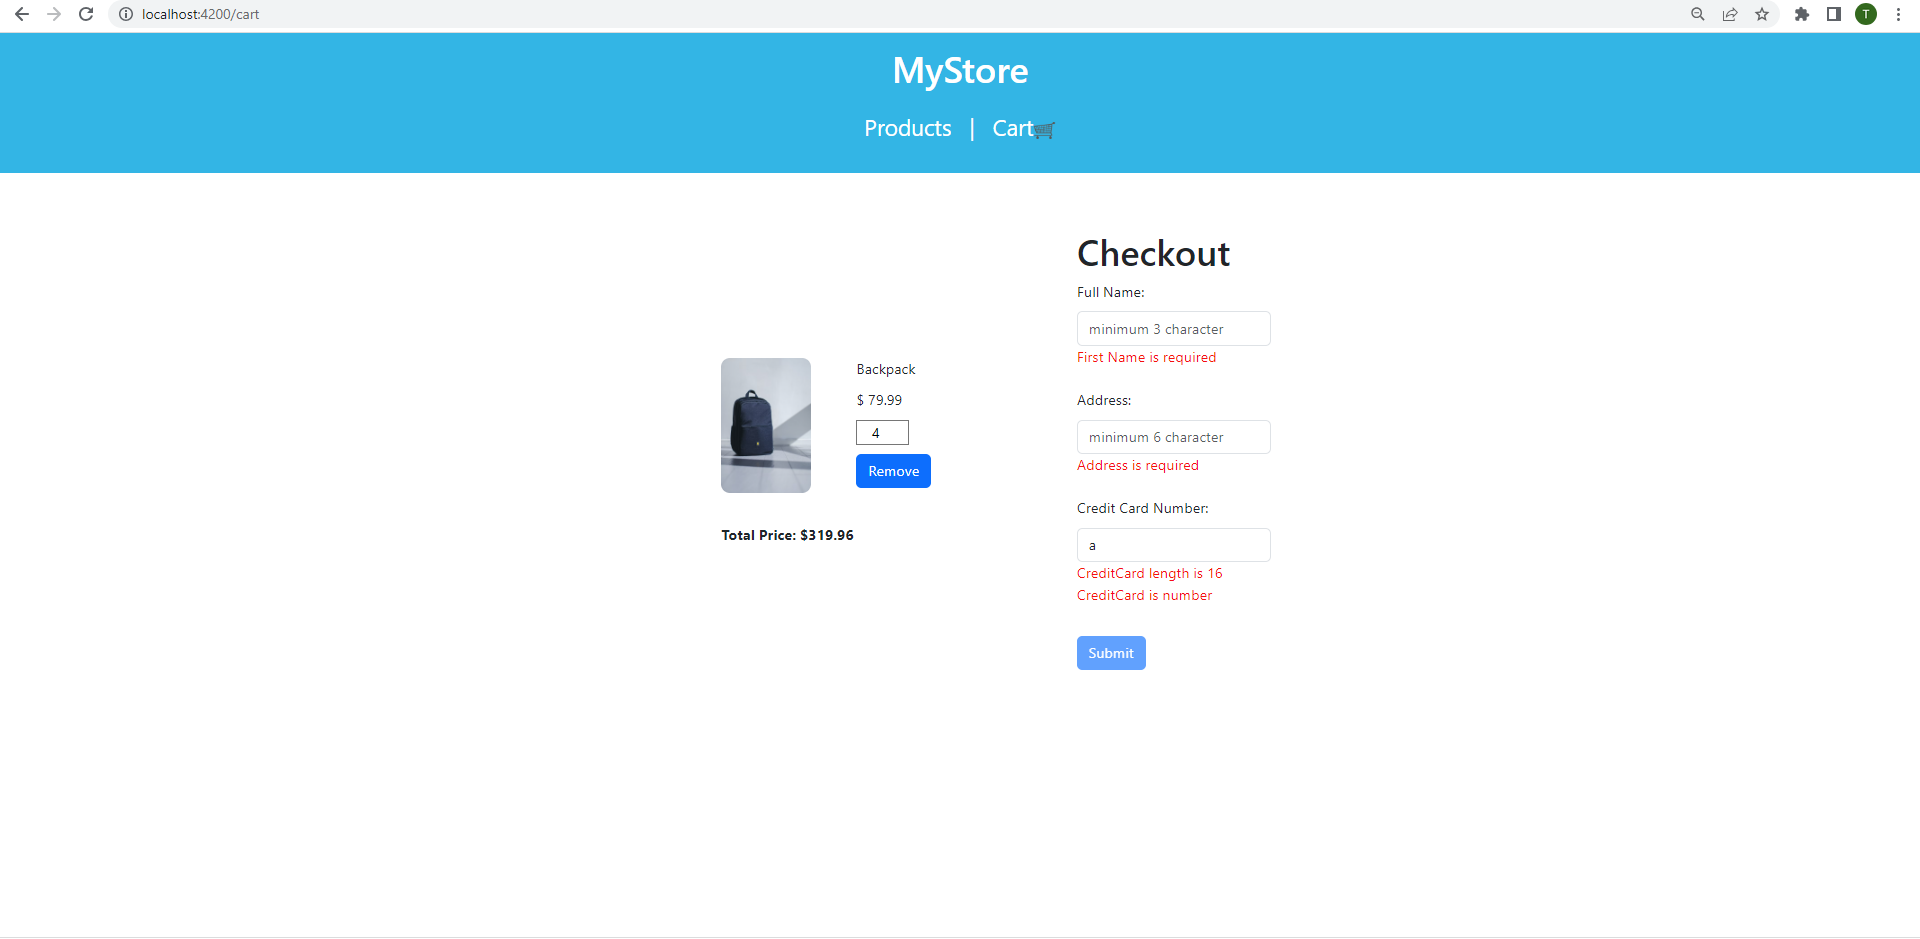 localhost:4200/cart
T
MyStore
Products | Cart
Checkout
Full Name:
minimum 3 character
First Name is required
Backpack
$ 79.99
4
Remove
Total Price: $319.96
Address:
minimum 6 character
Address is required
Credit Card Number:
a
CreditCard length is 16
CreditCard is number
Submit